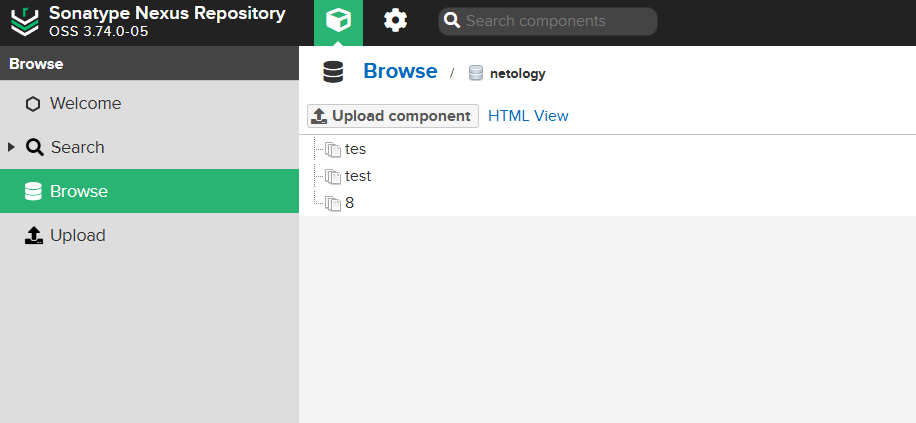 Sonatype Nexus Repository
OSS 3.74.0-05
Search components
Browse
Welcome
Search
Browse
Upload
Browse / netology
Upload component HTML View
tes
test
8